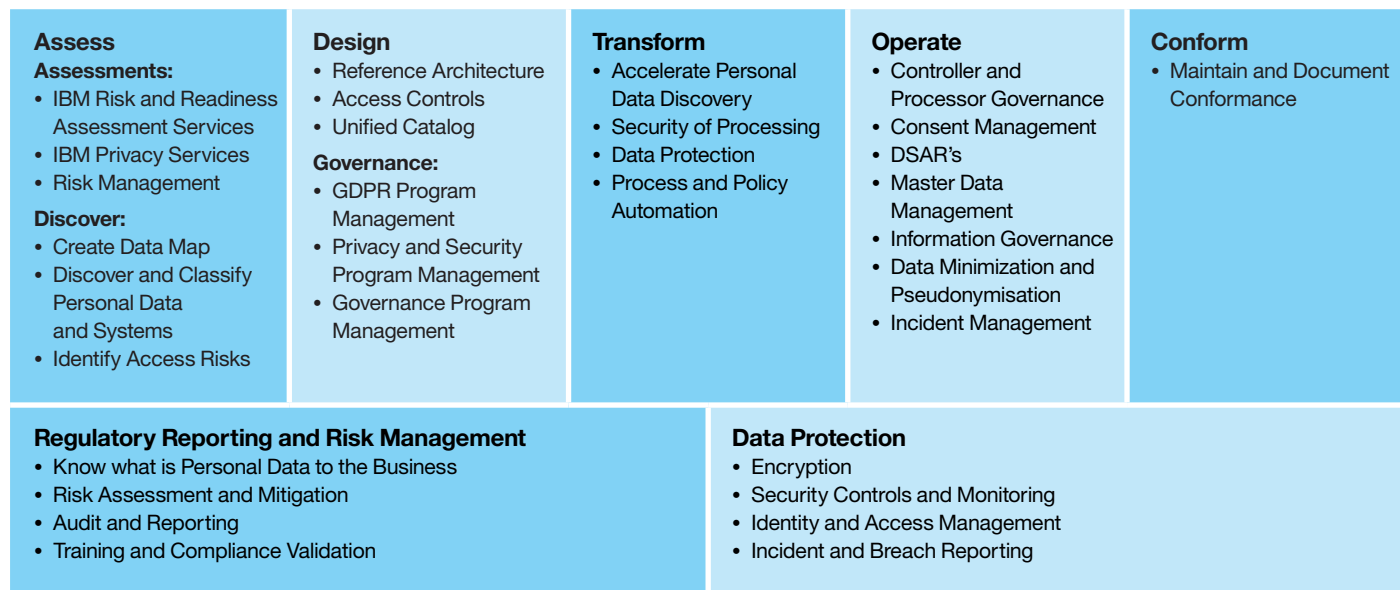 Assess
Assessments:
• IBM Risk and Readiness
Assessment Services
• IBM Privacy Services
• Risk Management
Discover:
• Create Data Map
• Discover and Classify
Personal Data
and Systems
• Identify Access Risks
Design
• Reference Architecture
• Access Controls
• Unified Catalog
Governance:
• GDPR Program
Management
• Privacy and Security
Program Management
• Governance Program
Management
Transform
• Accelerate Personal
Data Discovery
• Security of Processing
• Data Protection
• Process and Policy
Automation
Operate
• Controller and
Processor Governance
• Consent Management
• DSAR's
• Master Data
Management
• Information Governance
• Data Minimization and
Pseudonymisation
• Incident Management
Conform
• Maintain and Document
Conformance
Regulatory Reporting and Risk Management
• Know what is Personal Data to the Business
• Risk Assessment and Mitigation
• Audit and Reporting
• Training and Compliance Validation
Data Protection
• Encryption
• Security Controls and Monitoring
• Identity and Access Management
• Incident and Breach Reporting